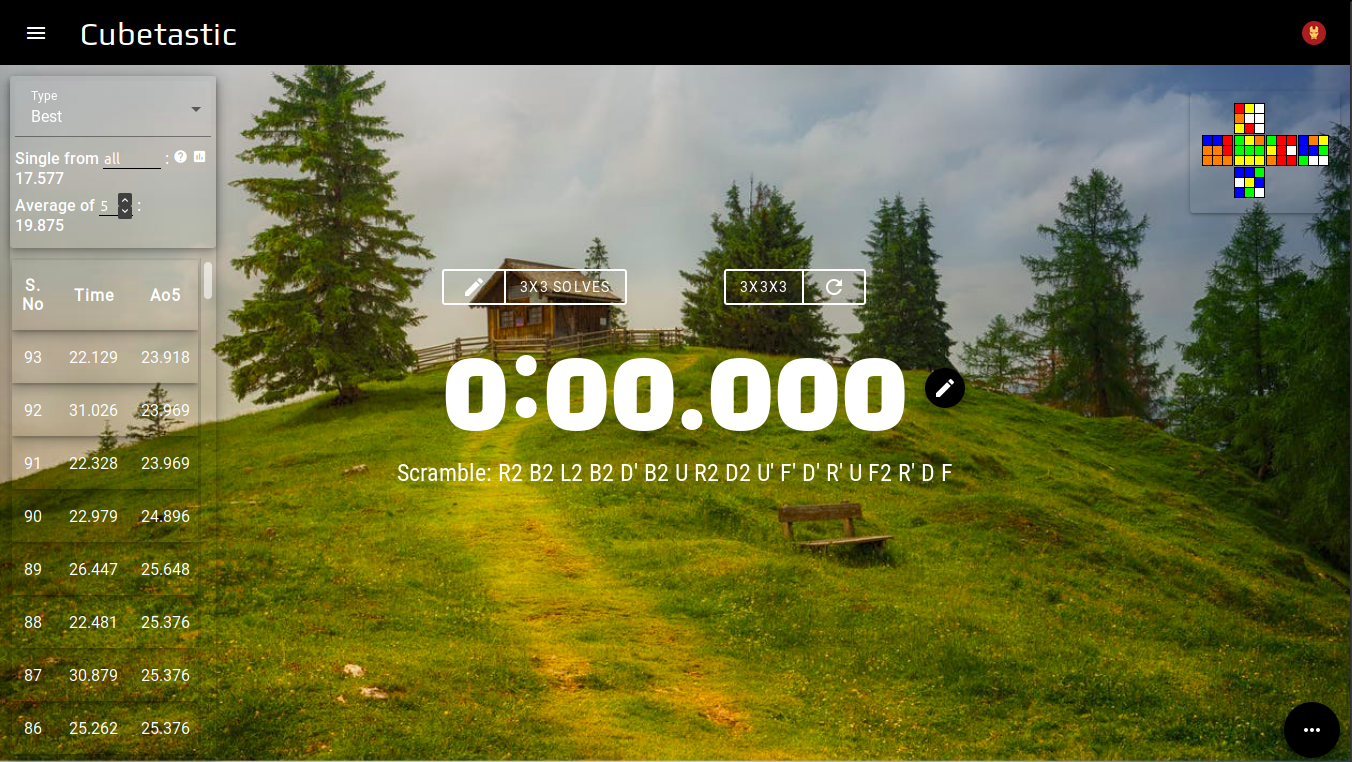 Cubetastic
Type
Best
Single from all :
17.577
Average of 5 :
19.875
S. No Time Ao5
93 22.129 23.918
92 31.026 23.969
91 22.328 23.969
90 22.979 24.896
89 26.447 25.648
88 22.481 25.376
87 30.879 25.376
86 25.262 25.376
3X3 SOLVES
3X3X3
0:00.000
Scramble: R2 B2 L2 B2 D' B2 U R2 D2 U' F' D' R' U F2 R' D F